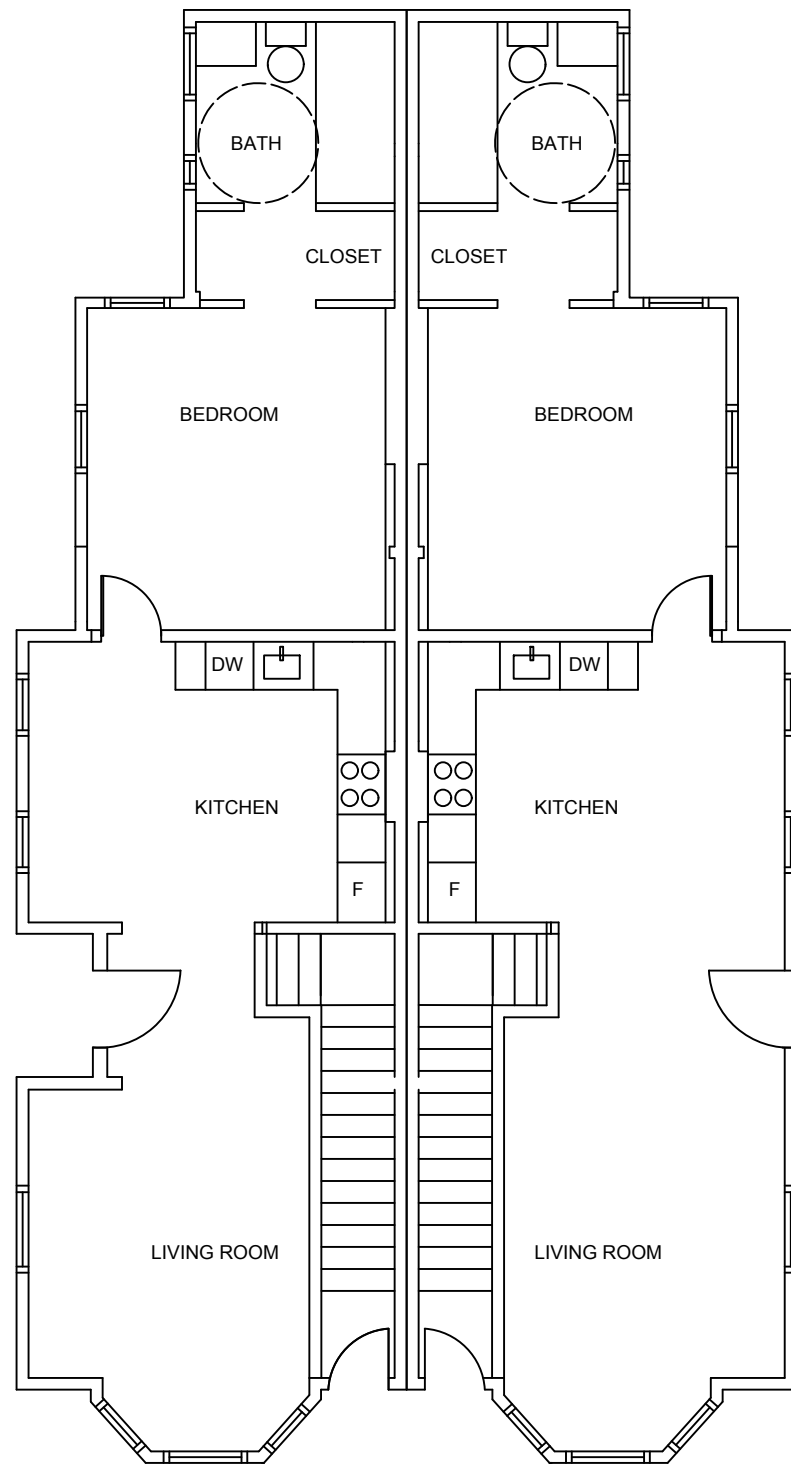 BATH BATH
CLOSET CLOSET
BEDROOM BEDROOM
DW DW
KITCHEN KITCHEN
F F
LIVING ROOM LIVING ROOM